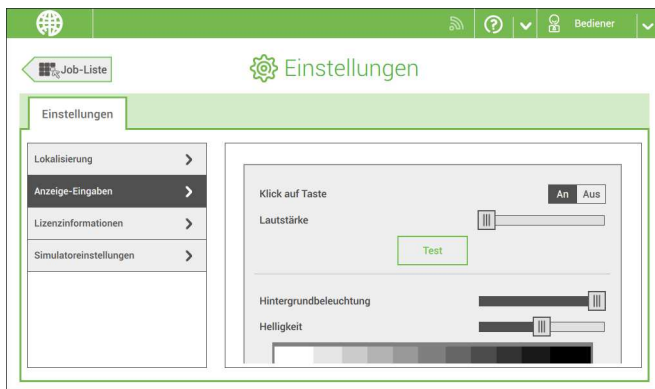 ? Bediener
Job-Liste
Einstellungen
Einstellungen
Lokalisierung
Anzeige-Eingaben
Lizenzinformationen
Simulatoreinstellungen
Klick auf Taste An Aus
Lautstärke
Test
Hintergrundbeleuchtung
Helligkeit